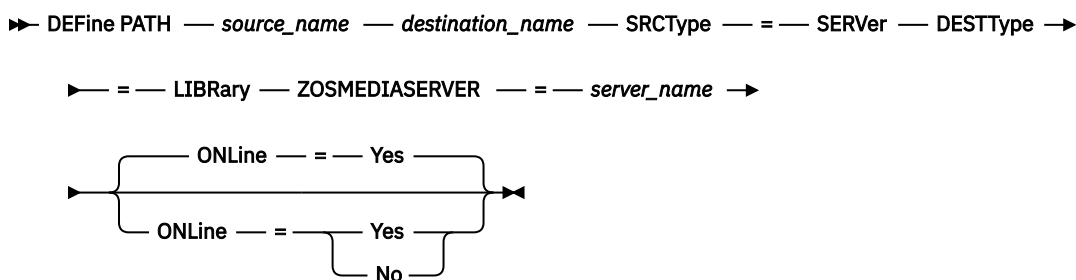 DEFine PATH source_name destination_name SRCType = SERVer DESTType
= LIBRary ZOSMEDIASERVER = server_name
ONLine = Yes
ONLine = Yes
No